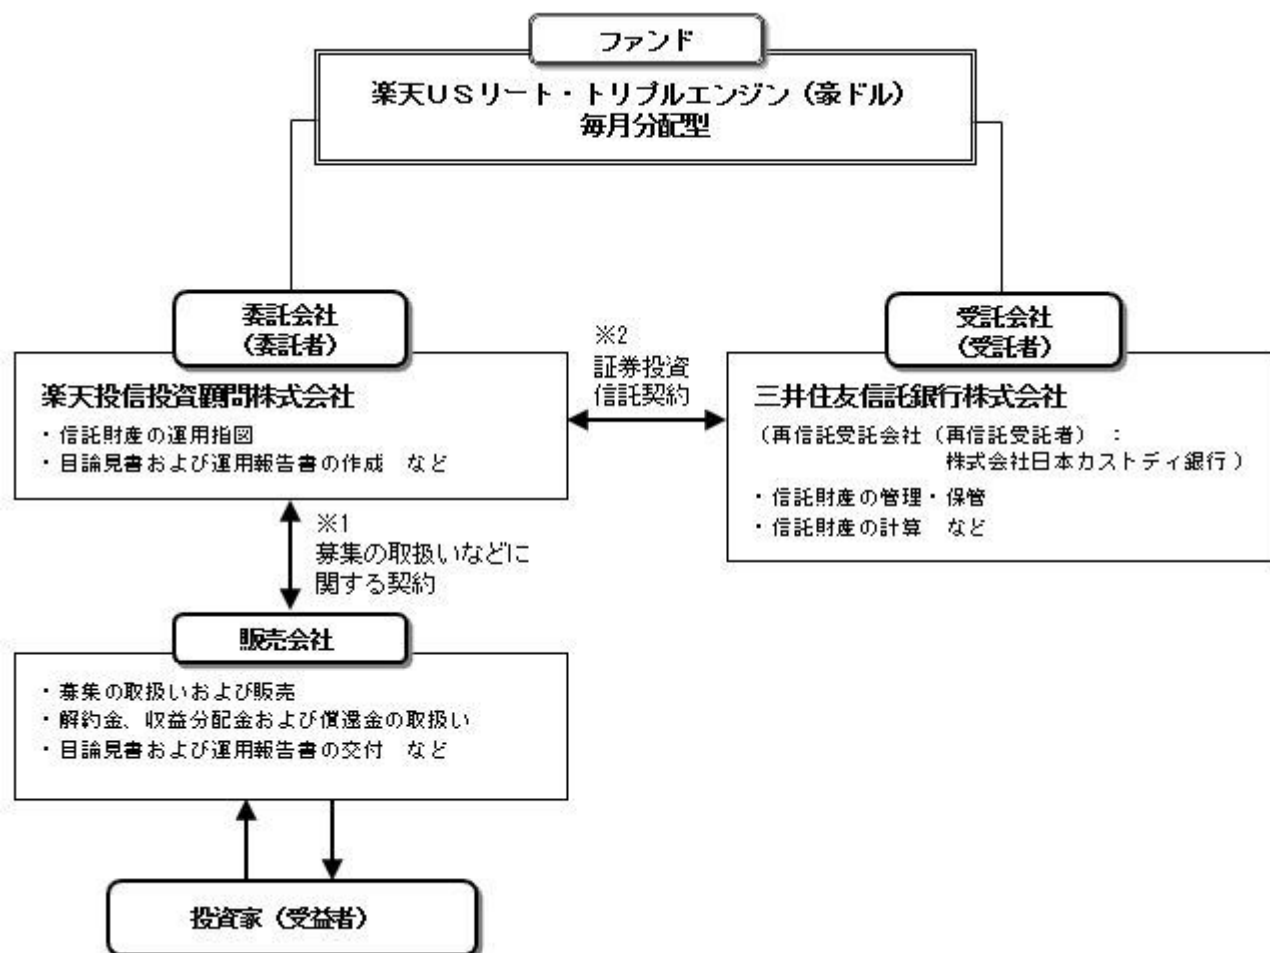 ファンド
楽天USリート・トリプルエンジン(豪ドル)
毎月分配型
委託会社
(委託者)
楽天投信投資顧問株式会社
・信託財産の運用指図
・目論見書および運用報告書の作成 など
※2
証券投資
信託契約
受託会社
(受託者)
三井住友信託銀行株式会社
(再信託受託会社(再信託受託者) :
株式会社日本カストディ銀行)
・信託財産の管理・保管
・信託財産の計算 など
※1
募集の取扱いなどに
関する契約
販売会社
・募集の取扱いおよび販売
・解約金、収益分配金および償還金の取扱い
・目論見書および運用報告書の交付 など
投資家(受益者)